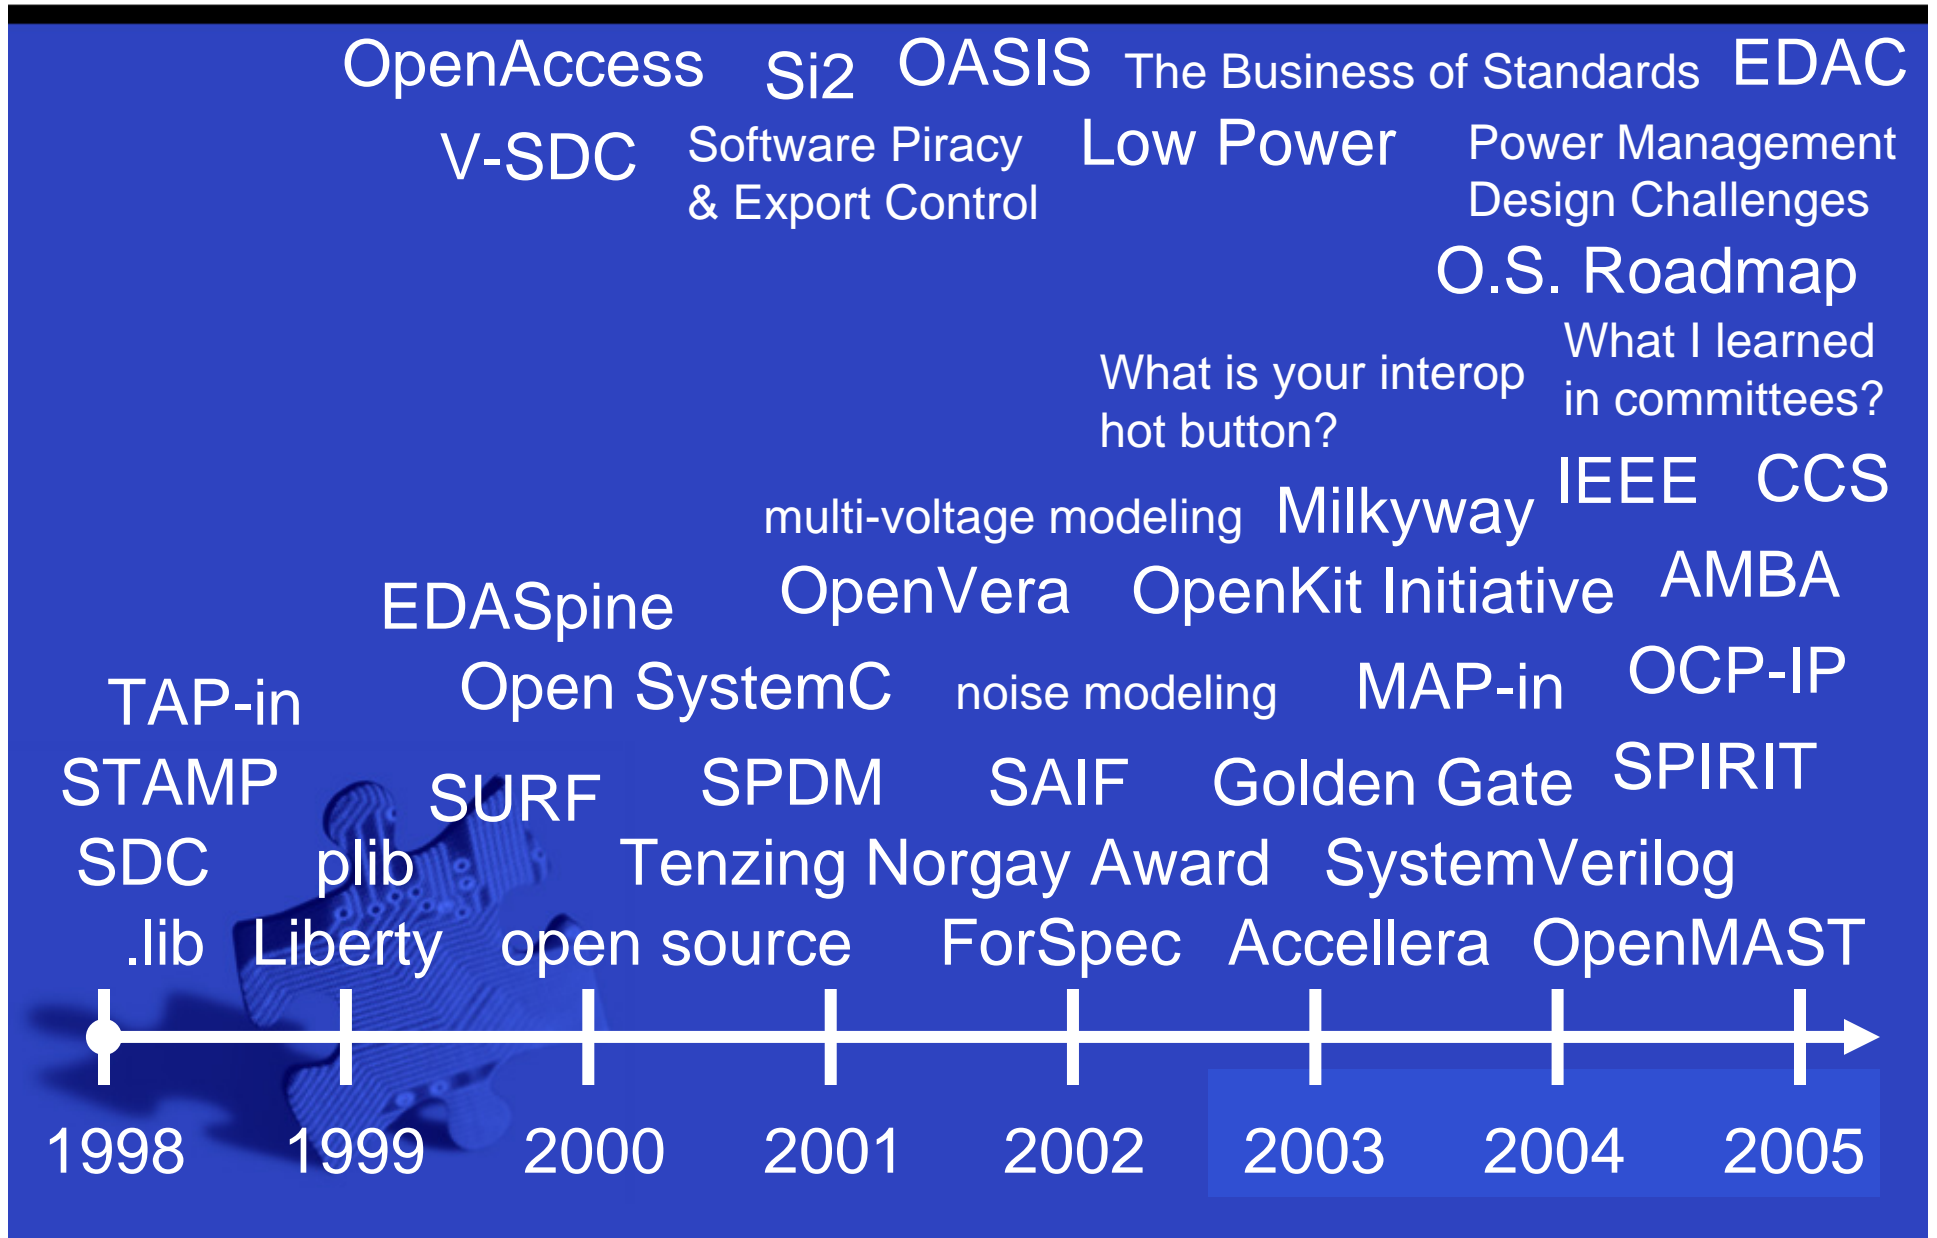 OpenAccess Si2 OASIS The Business of Standards EDAC
V-SDC Software Piracy Low Power Power Management
& Export Control Design Challenges
O.S. Roadmap
What I learned
What is your interop in committees?
hot button?
IEEE CCS
multi-voltage modeling Milkyway
EDASpine OpenVera OpenKit Initiative AMBA
TAP-in Open SystemC noise modeling MAP-in OCP-IP
STAMP SURF SPDM SAIF Golden Gate SPIRIT
SDC plib Tenzing Norgay Award SystemVerilog
.lib Liberty open source ForSpec Accellera OpenMAST
1998 1999 2000 2001 2002 2003 2004 2005